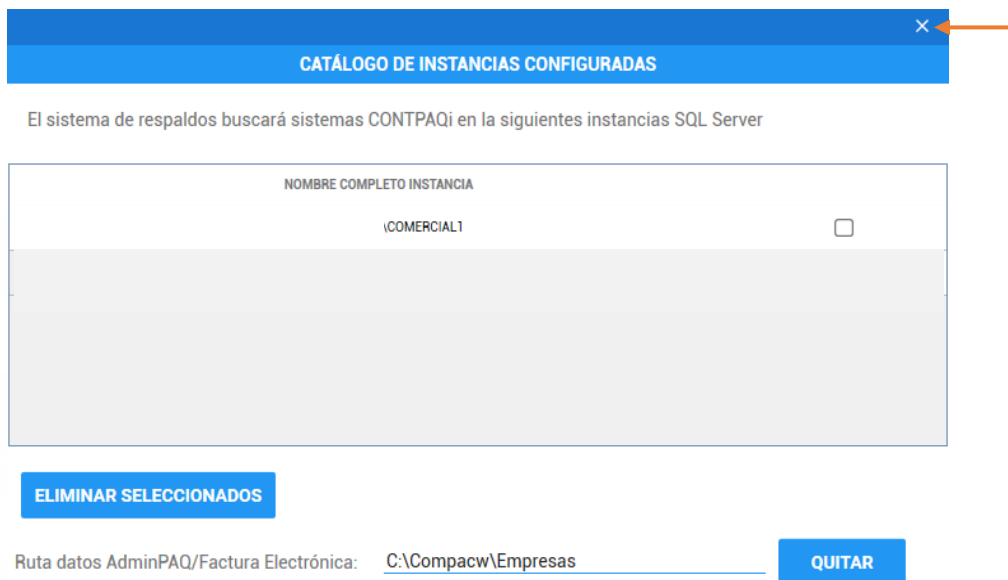 CATÁLOGO DE INSTANCIAS CONFIGURADAS
El sistema de respaldos buscará sistemas CONTPAQi en la siguientes instancias SQL Server
NOMBRE COMPLETO INSTANCIA
\COMERCIAL1
ELIMINAR SELECCIONADOS
Ruta datos AdminPAQ/Factura Electrónica: C:\Compacw\Empresas QUITAR